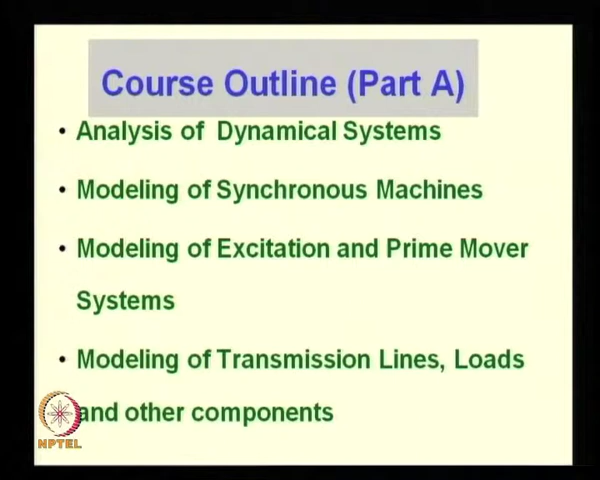 Course Outline (Part A)
• Analysis of Dynamical Systems
• Modeling of Synchronous Machines
• Modeling of Excitation and Prime Mover
Systems
• Modeling of Transmission Lines, Loads
and other components
NPTEL